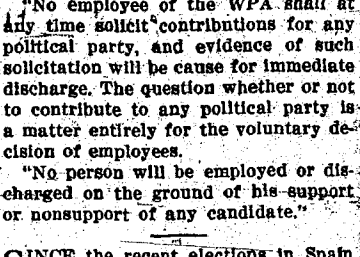 "No employee of the WPA shall at
any time solicit contributions for any
political party, and evidence of such
solicitation will be cause for immediate
discharge. The question whether or not
to contribute to any political party is
a matter entirely for the voluntary de-
cision of employees.
"No person will be employed or dis-
charged on the ground of his support
or nonsupport of any candidate."
SINCE the recent elections in Spain